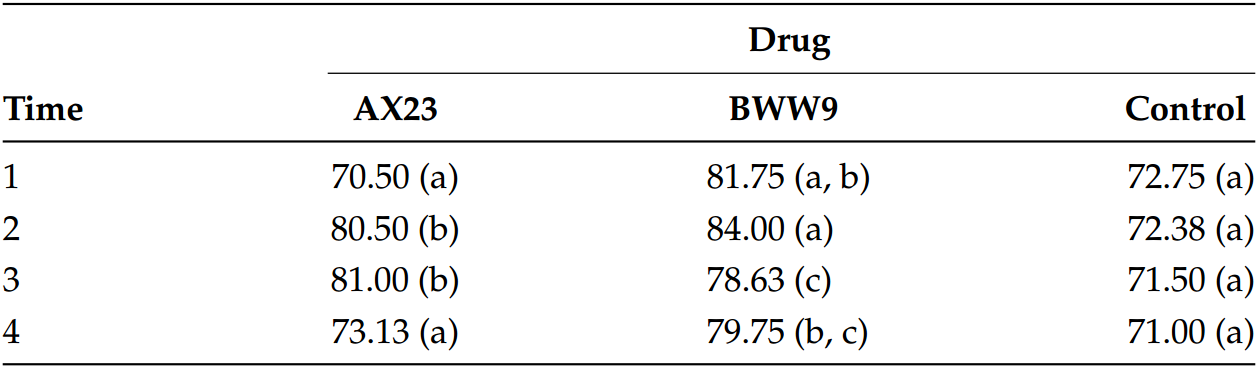 Drug
Time AX23 BWW9 Control
1 70.50 (a) 81.75 (a, b) 72.75 (a)
2 80.50 (b) 84.00 (a) 72.38 (a)
3 81.00 (b) 78.63 (c) 71.50 (a)
4 73.13 (a) 79.75 (b, c) 71.00 (a)